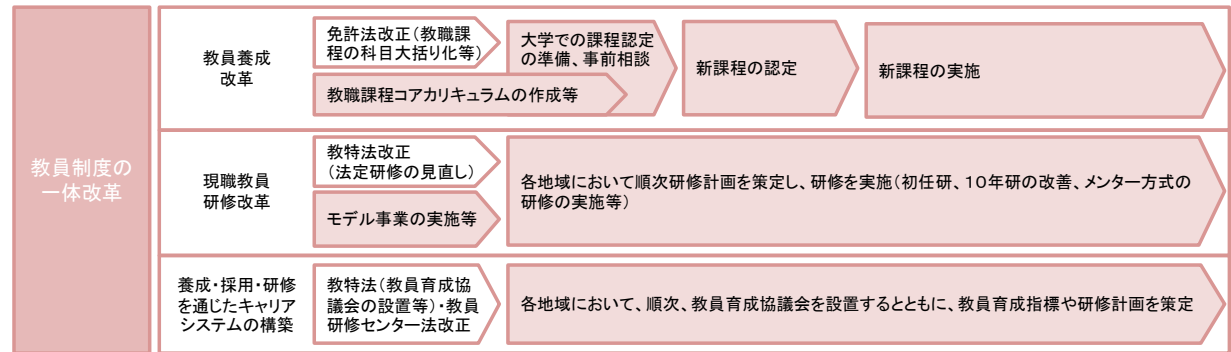 教員制度の
一体改革
教員養成
改革
免許法改正（教職課
程の科目大括り化等）
教職課程コアカリキュラムの作成等
大学での課程認定
の準備、事前相談
新課程の認定
新課程の実施
現職教員
研修改革
教特法改正
（法定研修の見直し）
モデル事業の実施等
各地域において順次研修計画を策定し、研修を実施（初任研、１０年研の改善、メンター方式の
研修の実施等）
養成・採用・研修
を通じたキャリア
システムの構築
教特法（教員育成協
議会の設置等）・教員
研修センター法改正
各地域において、順次、教員育成協議会を設置するとともに、教員育成指標や研修計画を策定